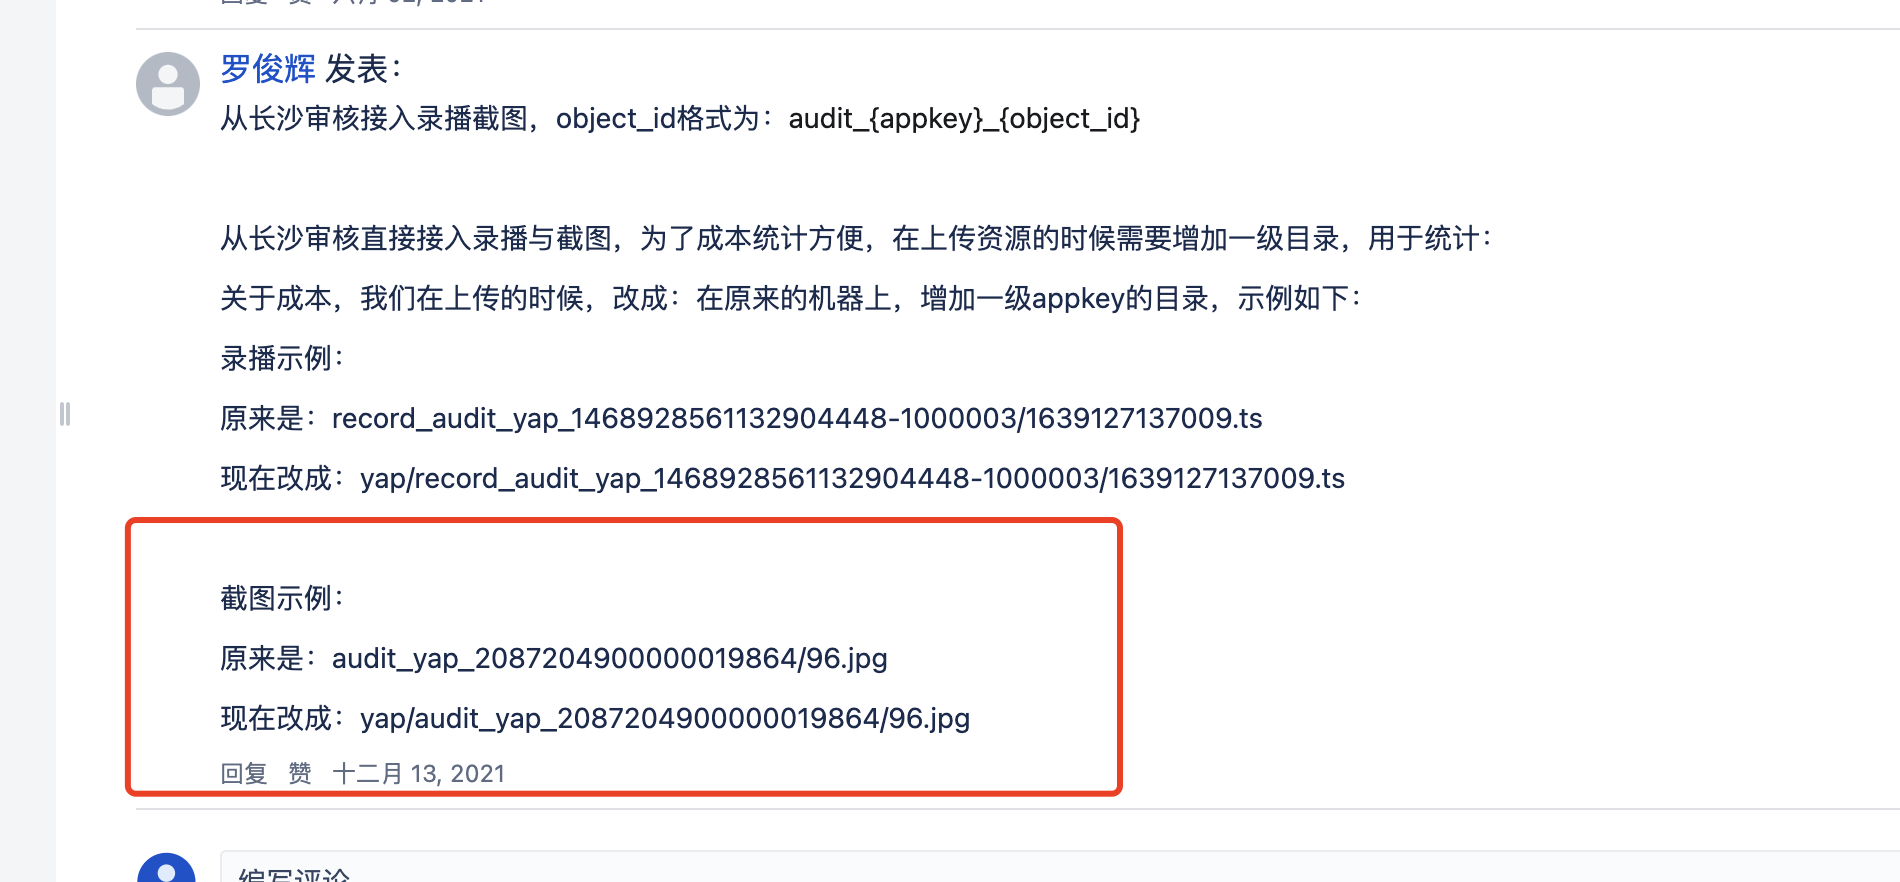 罗俊辉 发表：
从长沙审核接入录播截图，object_id格式为：audit_{appkey}_{object_id}
从长沙审核直接接入录播与截图，为了成本统计方便，在上传资源的时候需要增加一级目录，用于统计：
关于成本，我们在上传的时候，改成：在原来的机器上，增加一级appkey的目录，示例如下：
录播示例：
原来是：record_audit_yap_1468928561132904448-1000003/1639127137009.ts
现在改成：yap/record_audit_yap_1468928561132904448-1000003/1639127137009.ts
截图示例：
原来是：audit_yap_2087204900000019864/96.jpg
现在改成：yap/audit_yap_2087204900000019864/96.jpg
回复 赞 十二月 13, 2021
编写评论